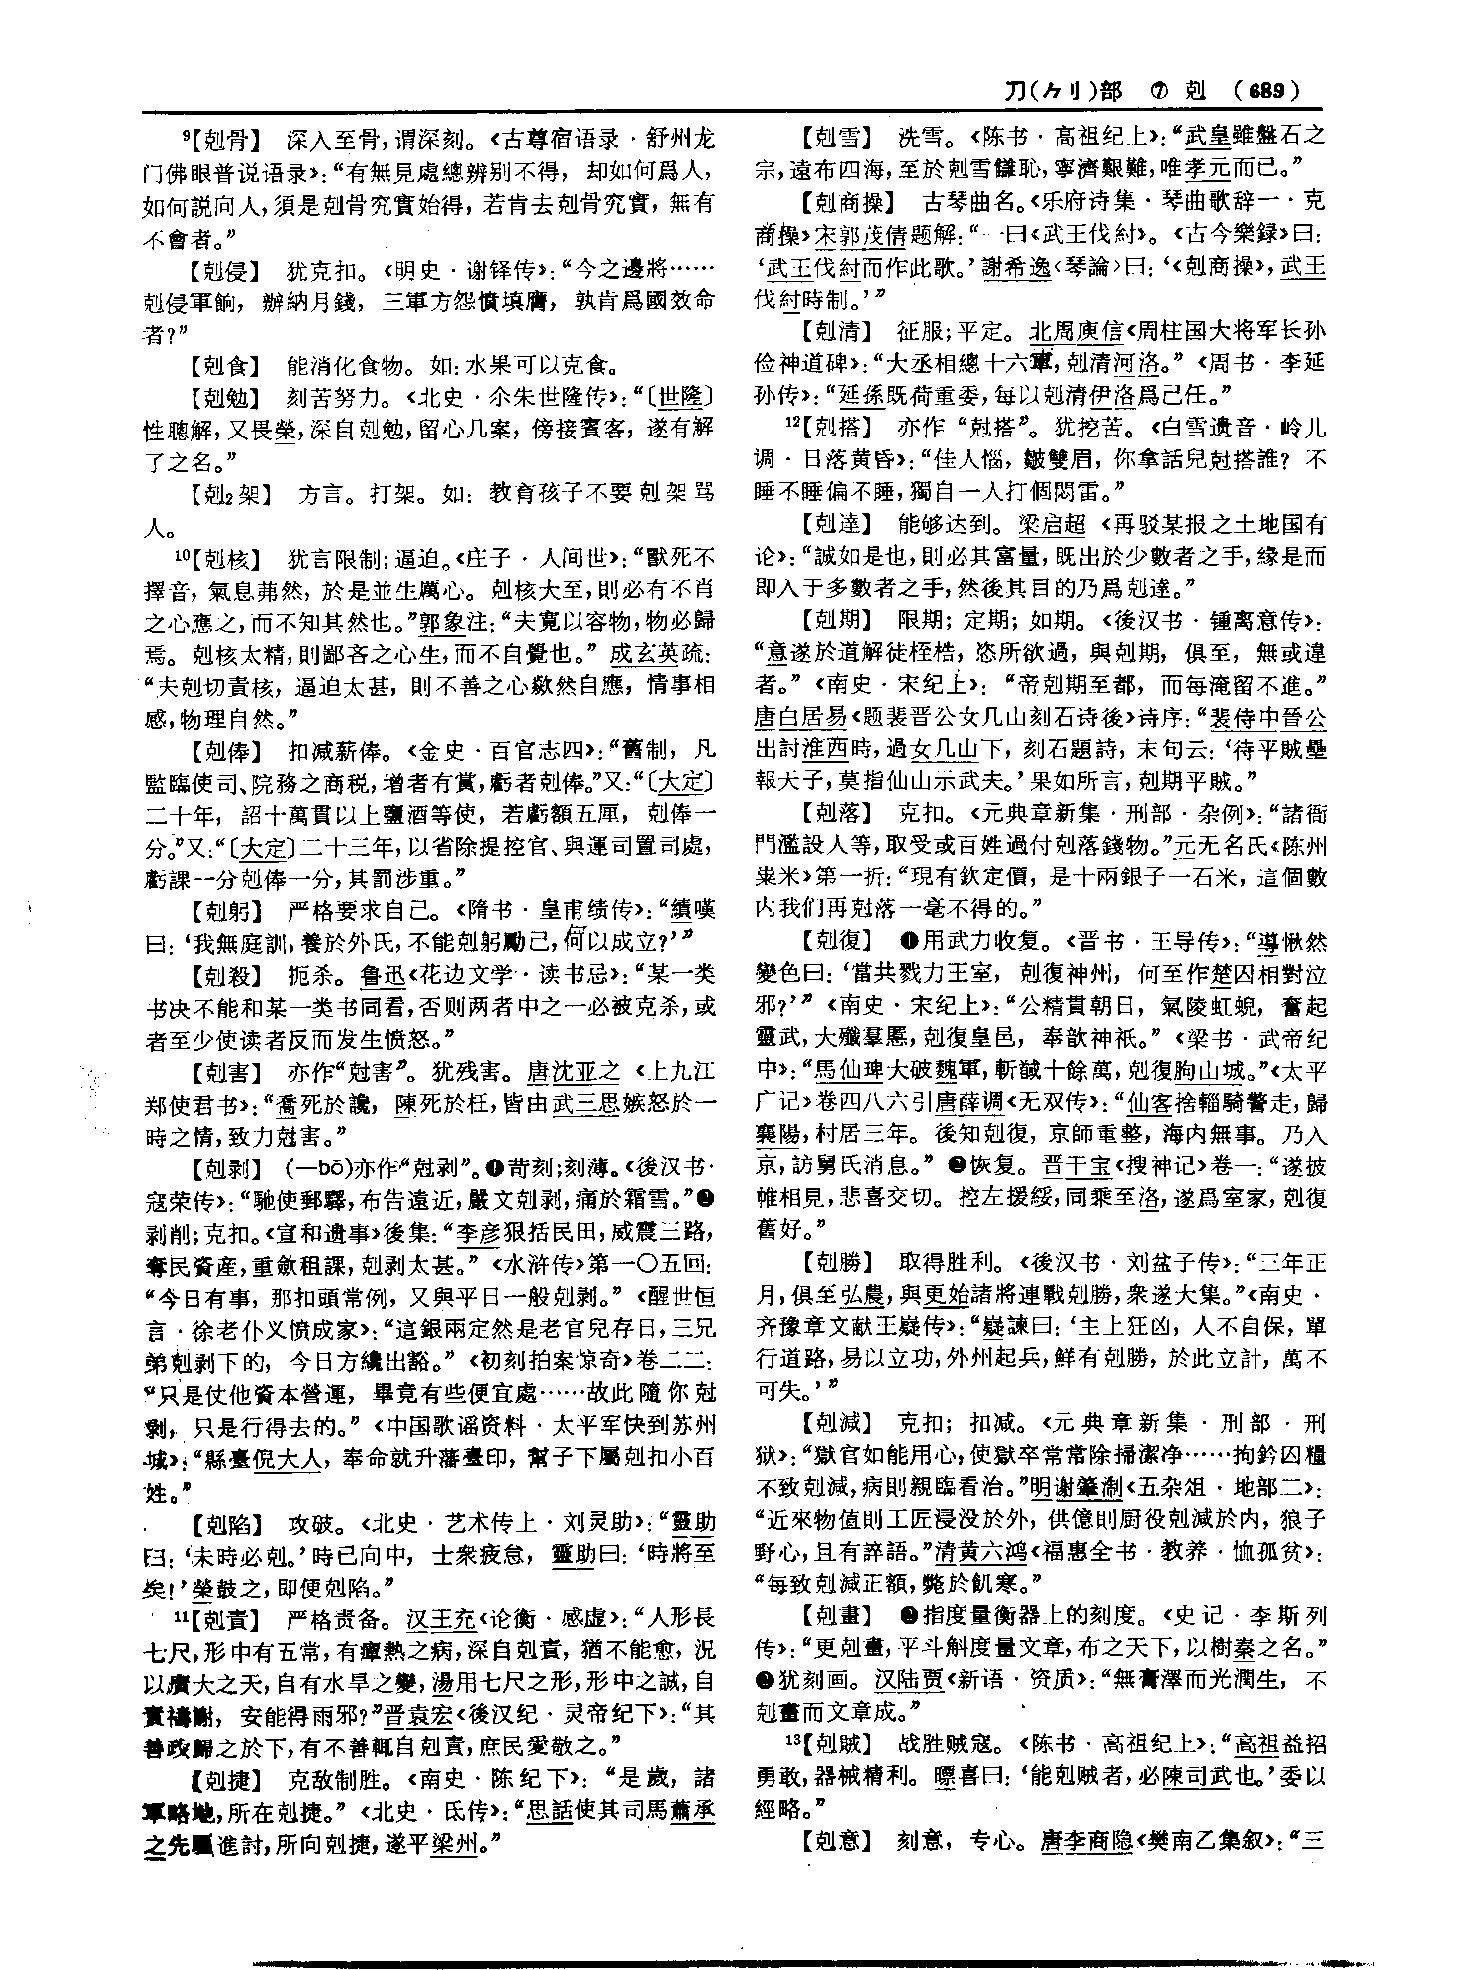 刀(⺈刂)部 ⑦ 剋 (689)
⁹【剋骨】 深入至骨,谓深刻。《古尊宿语录·舒州龙
门佛眼普说语录》:“有無見處總辨别不得, 却如何爲人,
如何説向人,須是剋骨究實始得, 若肯去剋骨究實, 無有
不會者。”
【剋侵】 犹克扣。《明史·谢铎传》:“今之邊將……
剋侵軍餉, 辦納月錢, 三軍方怨憤填膺, 孰肯爲國效命
者?”
【剋食】 能消化食物。如:水果可以克食。
【剋勉】 刻苦努力。《北史·尒朱世隆传》:“〔世隆〕
性聰解,又畏榮,深自剋勉,留心几案, 傍接賓客, 遂有解
了之名。”
【剋₂架】 方言。打架。如: 教育孩子不要剋架骂
人。
¹⁰【剋核】 犹言限制;逼迫。《庄子·人间世》:“獸死不
擇音, 氣息茀然, 於是並生厲心。 剋核大至,則必有不肖
之心應之,而不知其然也。”郭象注:“夫寬以容物,物必歸
焉。 剋核太精,則鄙吝之心生,而不自覺也。” 成玄英疏:
“夫剋切責核, 逼迫太甚, 則不善之心欻然自應, 情事相
感,物理自然。”
【剋俸】 扣减薪俸。《金史·百官志四》:“舊制, 凡
監臨使司、院務之商税,增者有賞,虧者剋俸。”又:“〔大定〕
二十年, 詔十萬貫以上鹽酒等使, 若虧額五厘, 剋俸一
分。”又:“〔大定〕二十三年,以省除提控官、與運司置司處,
虧課一分剋俸一分,其罰涉重。”
【剋躬】 严格要求自己。《隋书·皇甫绩传》:“績嘆
曰:‘我無庭訓,養於外氏,不能剋躬勵己,何以成立?’”
【剋殺】 扼杀。鲁迅《花边文学·读书忌》:“某一类
书决不能和某一类书同看,否则两者中之一必被克杀,或
者至少使读者反而发生愤怒。”
【剋害】 亦作“尅害”。犹残害。唐沈亚之《上九江
郑使君书》:“喬死於讒, 陳死於枉,皆由武三思嫉怒於一
時之情,致力尅害。”
【剋剥】 (—bō)亦作“尅剥”。❶苛刻;刻薄。《後汉书·
寇荣传》:“馳使郵驛,布告遠近,嚴文剋剥,痛於霜雪。”❷
剥削;克扣。《宣和遗事》後集:“李彦狠括民田,威震三路,
奪民資産,重斂租課,剋剥太甚。”《水浒传》第一〇五回:
“今日有事, 那扣頭常例, 又與平日一般剋剥。”《醒世恒
言·徐老仆义愤成家》:“這銀兩定然是老官兒存日,三兄
弟剋剥下的, 今日方纔出豁。”《初刻拍案惊奇》卷二二:
“只是仗他資本營運, 畢竟有些便宜處……故此隨你尅
剥, 只是行得去的。”《中国歌谣资料·太平军快到苏州
城》:“縣臺倪大人, 奉命就升藩臺印, 幫子下屬剋扣小百
姓。”
【剋陷】 攻破。《北史·艺术传上·刘灵助》:“靈助
曰:‘未時必剋。’時已向中, 士衆疲怠, 靈助曰:‘時將至
矣!’榮鼓之,即便剋陷。”
¹¹【剋責】 严格责备。汉王充《论衡·感虚》:“人形長
七尺,形中有五常,有癉熱之病,深自剋責, 猶不能愈, 況
以廣大之天,自有水旱之變,湯用七尺之形,形中之誠,自
責禱謝, 安能得雨邪?”晋袁宏《後汉纪·灵帝纪下》:“其
善政歸之於下,有不善輒自剋責,庶民愛敬之。”
【剋捷】 克敌制胜。《南史·陈纪下》:“是歲, 諸
軍略地,所在剋捷。”《北史·氐传》:“思話使其司馬蕭承
之先驅進討,所向剋捷,遂平梁州。”
【剋雪】 洗雪。《陈书·高祖纪上》:“武皇雖盤石之
宗,遠布四海,至於剋雪讎恥,寧濟艱難,唯孝元而已。”
【剋商操】 古琴曲名。《乐府诗集·琴曲歌辞一·克
商操》宋郭茂倩题解:“一曰《武王伐紂》。《古今樂録》曰:
‘武王伐紂而作此歌。’謝希逸《琴論》曰:‘《剋商操》,武王
伐紂時制。’”
【剋清】 征服;平定。北周庾信《周柱国大将军长孙
俭神道碑》:“大丞相總十六軍,剋清河洛。”《周书·李延
孙传》:“延孫既荷重委,每以剋清伊洛爲己任。”
¹²【剋搭】 亦作“尅搭”。犹挖苦。《白雪遗音·岭儿
调·日落黄昏》:“佳人惱, 皺雙眉, 你拿話兒尅搭誰? 不
睡不睡偏不睡,獨自一人打個悶雷。”
【剋達】 能够达到。梁启超《再驳某报之土地国有
论》:“誠如是也,則必其富量,既出於少數者之手,緣是而
即入于多數者之手,然後其目的乃爲剋達。”
【剋期】 限期;定期;如期。《後汉书·锺离意传》:
“意遂於道解徒桎梏, 恣所欲過, 與剋期, 俱至, 無或違
者。”《南史·宋纪上》:“帝剋期至都, 而每淹留不進。”
唐白居易《题裴晋公女几山刻石诗後》诗序:“裴侍中晉公
出討淮西時,過女几山下, 刻石題詩, 末句云:‘待平賊壘
報天子,莫指仙山示武夫。’果如所言,剋期平賊。”
【剋落】 克扣。《元典章新集·刑部·杂例》:“諸衙
門濫設人等,取受或百姓過付剋落錢物。”元无名氏《陈州
粜米》第一折:“現有欽定價, 是十兩銀子一石米, 這個數
内我们再剋落一毫不得的。”
【剋復】 ❶用武力收复。《晋书·王导传》:“導愀然
變色曰:‘當共戮力王室, 剋復神州, 何至作楚囚相對泣
邪?’”《南史·宋纪上》:“公精貫朝日, 氣陵虹蜺, 奮起
靈武,大殲羣慝,剋復皇邑, 奉歆神祇。”《梁书·武帝纪
中》:“馬仙琕大破魏軍,斬馘十餘萬,剋復朐山城。”《太平
广记》卷四八六引唐薛调《无双传》:“仙客捨輜騎驚走,歸
襄陽,村居三年。 後知剋復, 京師重整, 海内無事。 乃入
京,訪舅氏消息。” ❷恢复。晋干宝《搜神记》卷一:“遂披
帷相見,悲喜交切。 控左援綏,同乘至洛,遂爲室家,剋復
舊好。”
【剋勝】 取得胜利。《後汉书·刘盆子传》:“三年正
月,俱至弘農,與更始諸將連戰剋勝,衆遂大集。”《南史·
齐豫章文献王嶷传》:“嶷諫曰:‘主上狂凶, 人不自保, 單
行道路,易以立功,外州起兵,鮮有剋勝, 於此立計, 萬不
可失。’”
【剋減】 克扣; 扣减。《元典章新集·刑部·刑
狱》:“獄官如能用心,使獄卒常常除掃潔净……拘鈐囚糧
不致剋減,病則親臨看治。”明谢肇淛《五杂俎·地部二》:
“近來物值則工匠浸没於外, 供億則厨役剋減於内, 狼子
野心,且有誶語。”清黄六鸿《福惠全书·教养·恤孤贫》:
“每致剋減正額,斃於飢寒。”
【剋畫】 ❶指度量衡器上的刻度。《史记·李斯列
传》:“更剋畫,平斗斛度量文章,布之天下,以樹秦之名。”
❷犹刻画。汉陆贾《新语·资质》:“無膏澤而光潤生, 不
剋畫而文章成。”
¹³【剋賊】 战胜贼寇。《陈书·高祖纪上》:“高祖益招
勇敢,器械精利。暻喜曰:‘能剋賊者,必陳司武也。’委以
經略。”
【剋意】 刻意, 专心。唐李商隐《樊南乙集叙》:“三